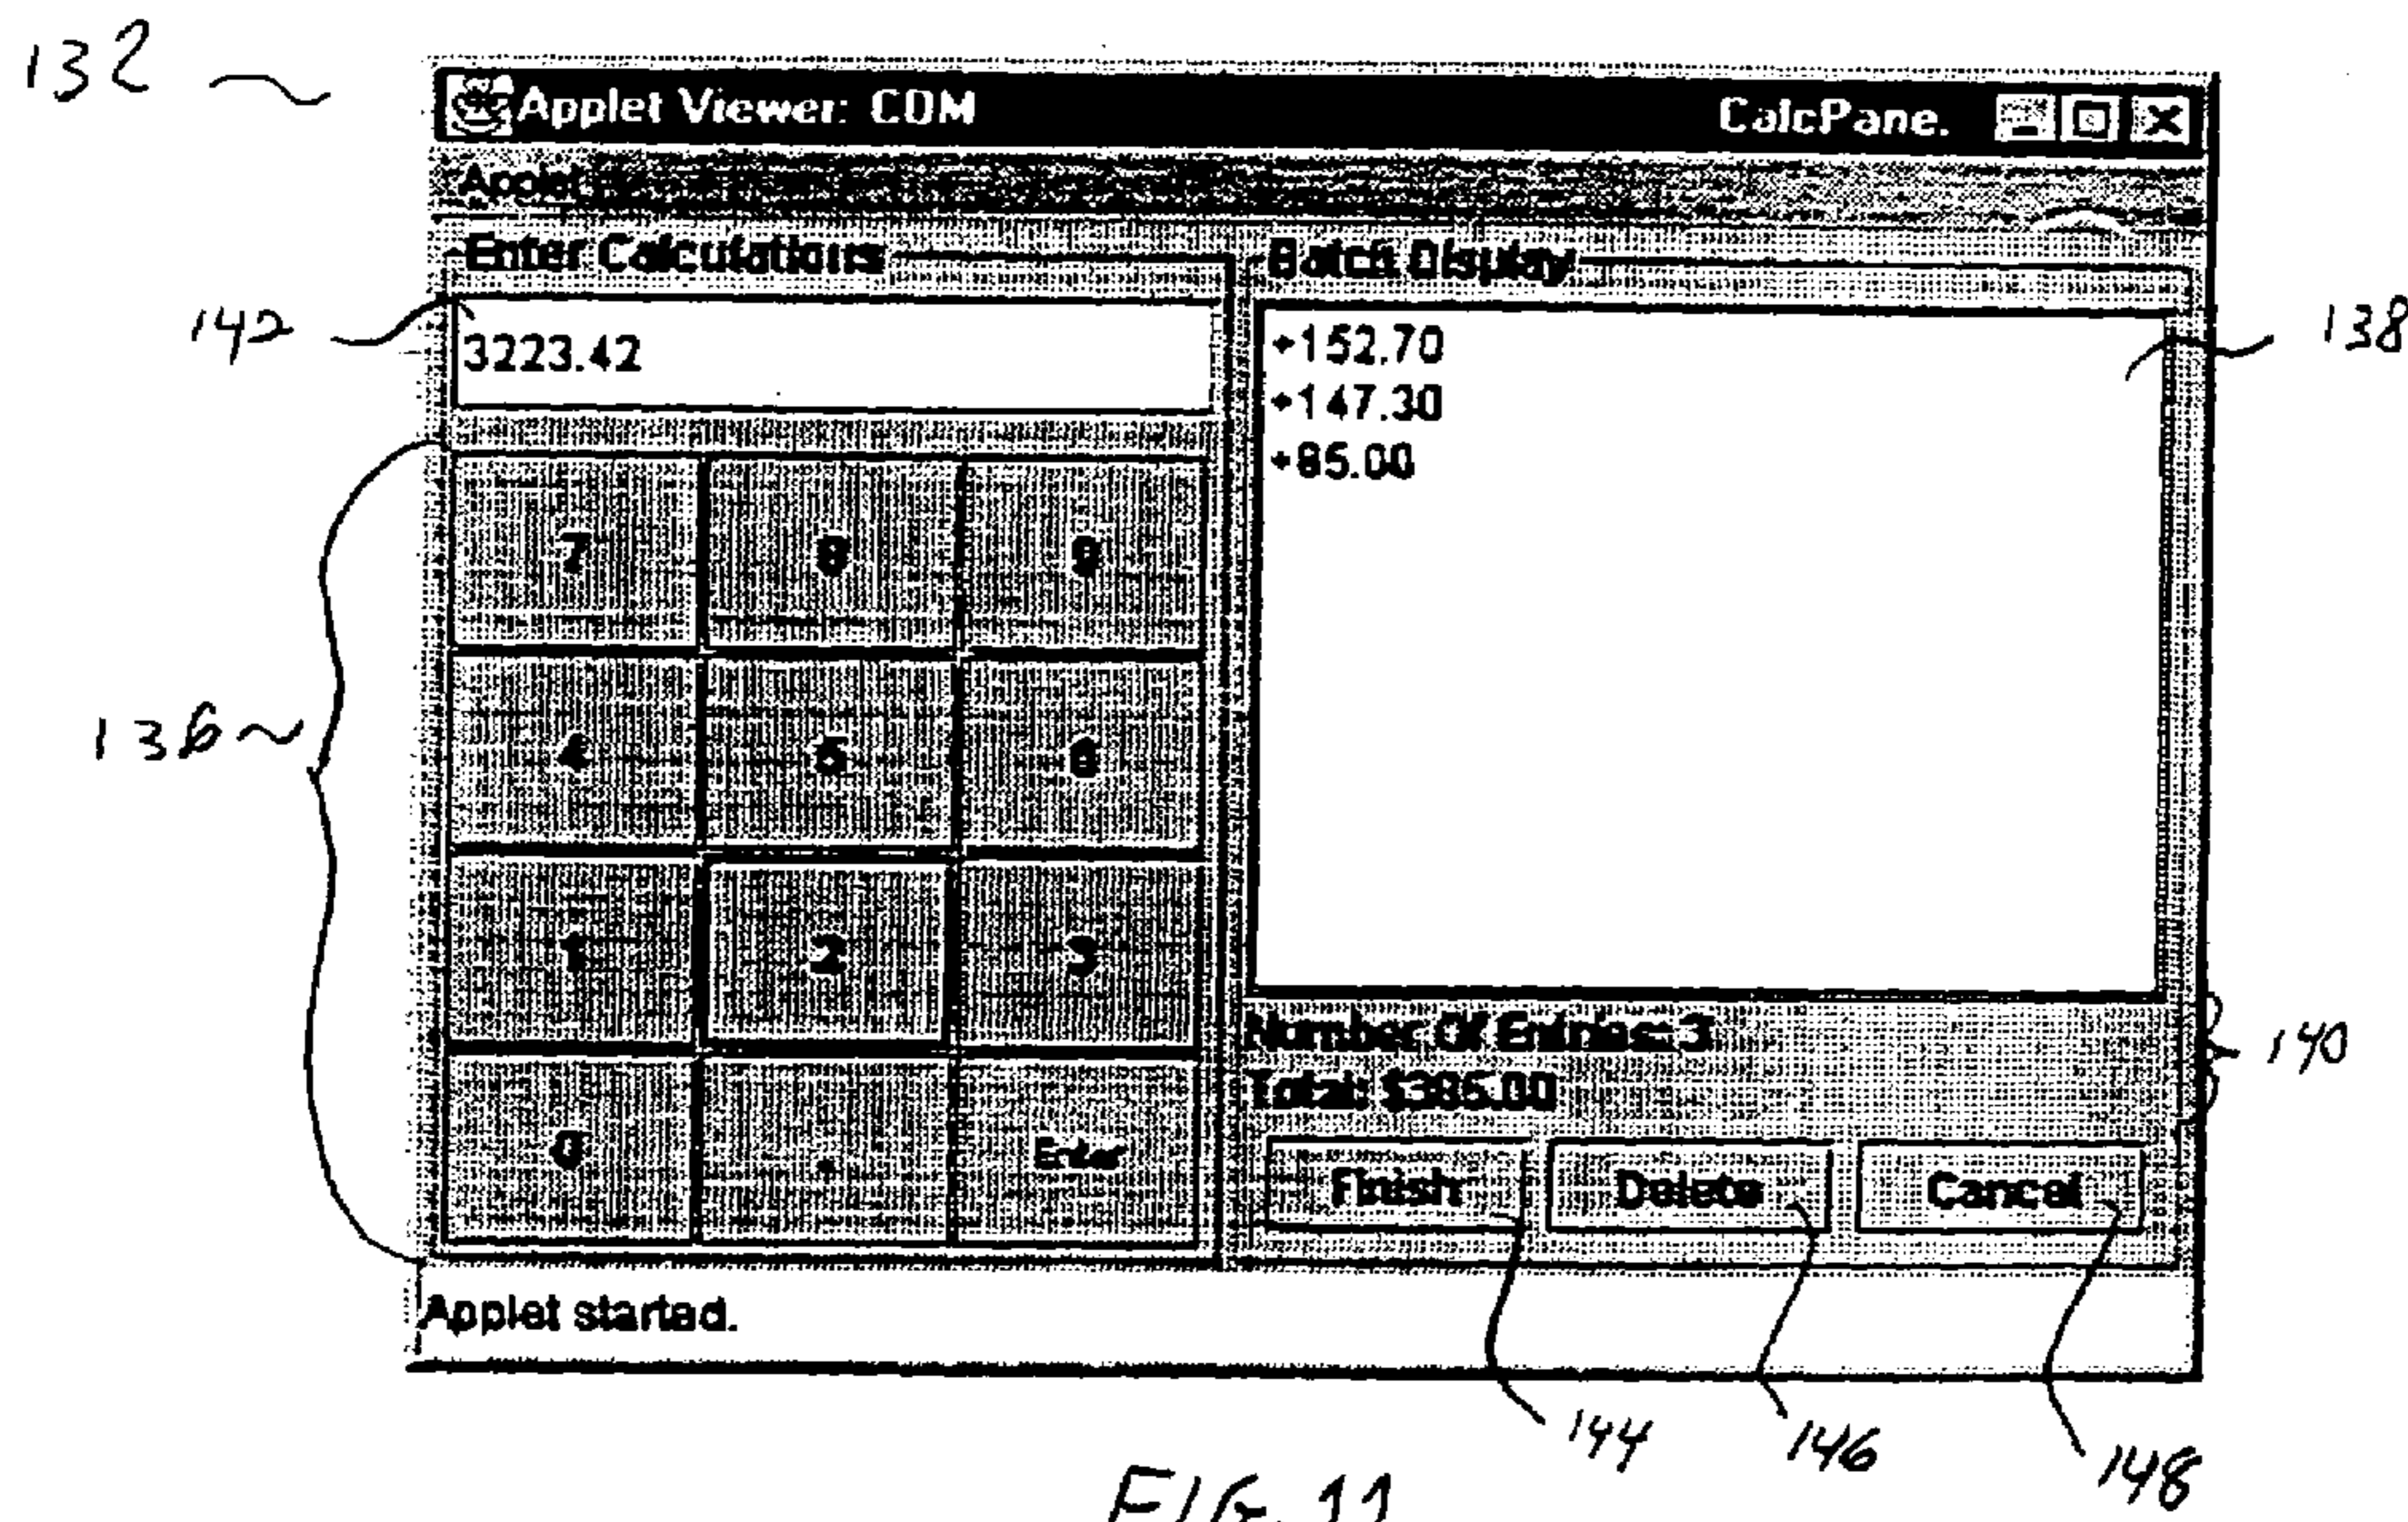 132
Applet Viewer: COM CalcPane.
Applet
Enter Calculations
Batch Display
142
3223.42
+152.70
+147.30
+85.00
138
136
7 8 9
4 5 6
1 2 3
0 . Enter
Number Of Entries: 3
Total: $385.00
140
Finish Delete Cancel
Applet started.
144 146 148
FIG. 11